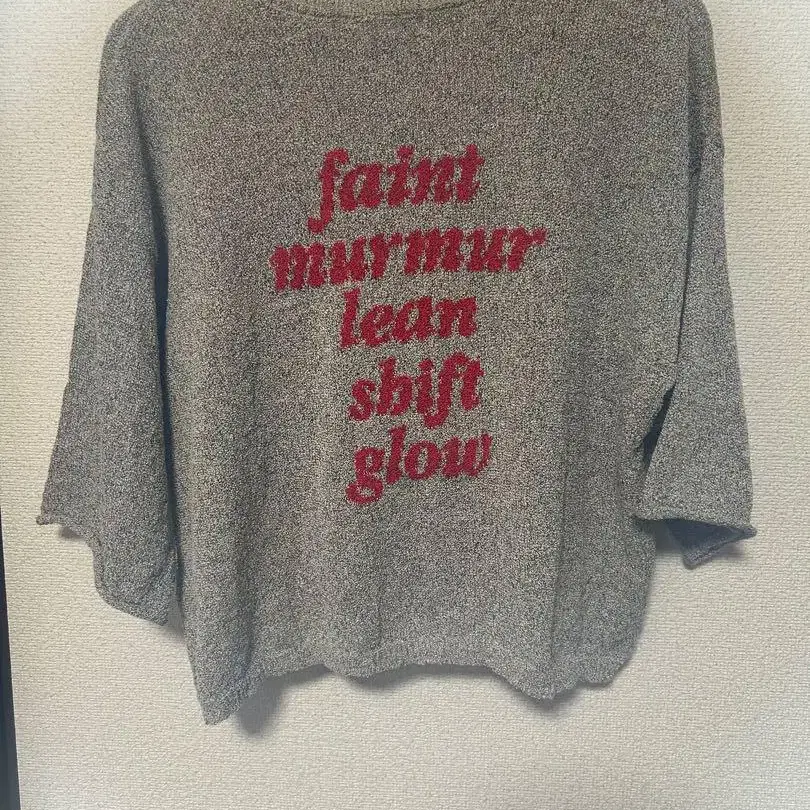 faint
murmur
lean
shift
glow